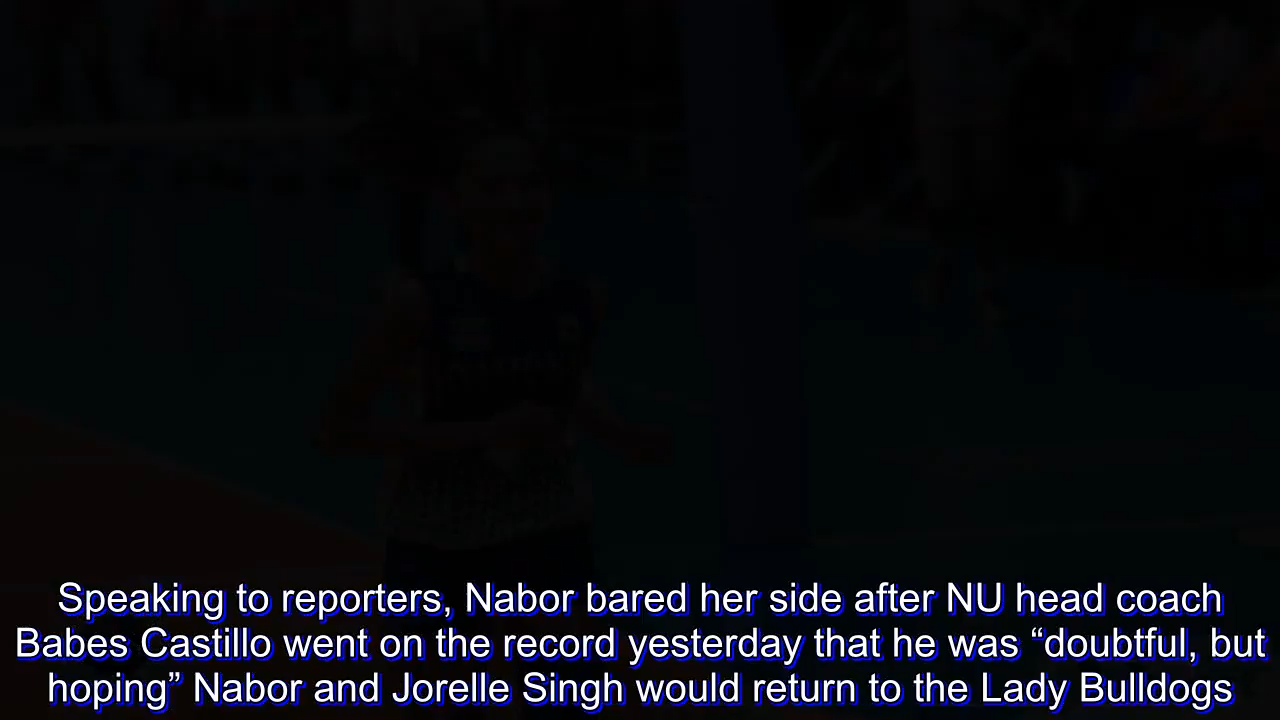 Speaking to reporters, Nabor bared her side after NU head coach
Babes Castillo went on the record yesterday that he was “doubtful, but
hoping” Nabor and Jorelle Singh would return to the Lady Bulldogs